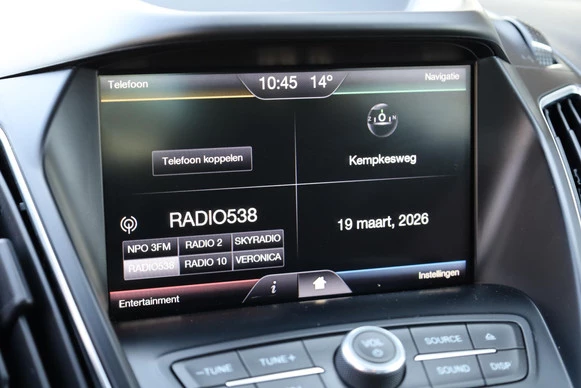 Telefoon
10:45 14°
Navigatie
Telefoon koppelen
Z O N
Kempkesweg
RADIO538
NPO 3FM RADIO 2 SKYRADIO
RADIO538 RADIO 10 VERONICA
19 maart, 2026
Entertainment
i
Instellingen
−TUNE
TUNE+
VOL
SOURCE
SOUND
DISP